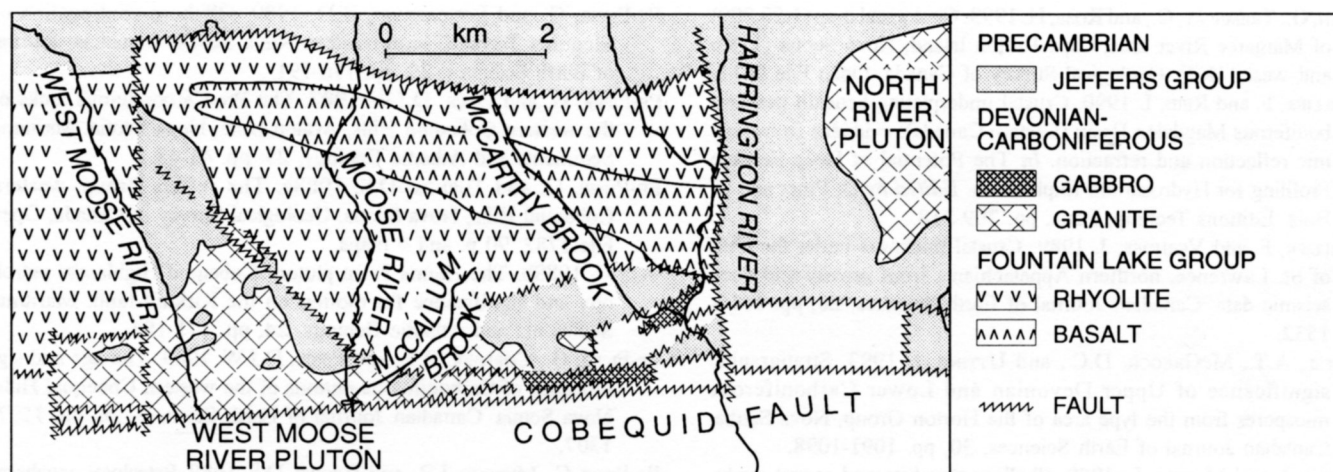 0 km 2
WEST MOOSE RIVER
MOOSE RIVER
McCARTHY BROOK
McCALLUM BROOK
HARRINGTON RIVER
NORTH
RIVER
PLUTON
WEST MOOSE
RIVER PLUTON
COBEQUID FAULT
PRECAMBRIAN
JEFFERS GROUP
DEVONIAN-
CARBONIFEROUS
GABBRO
GRANITE
FOUNTAIN LAKE GROUP
RHYOLITE
BASALT
FAULT